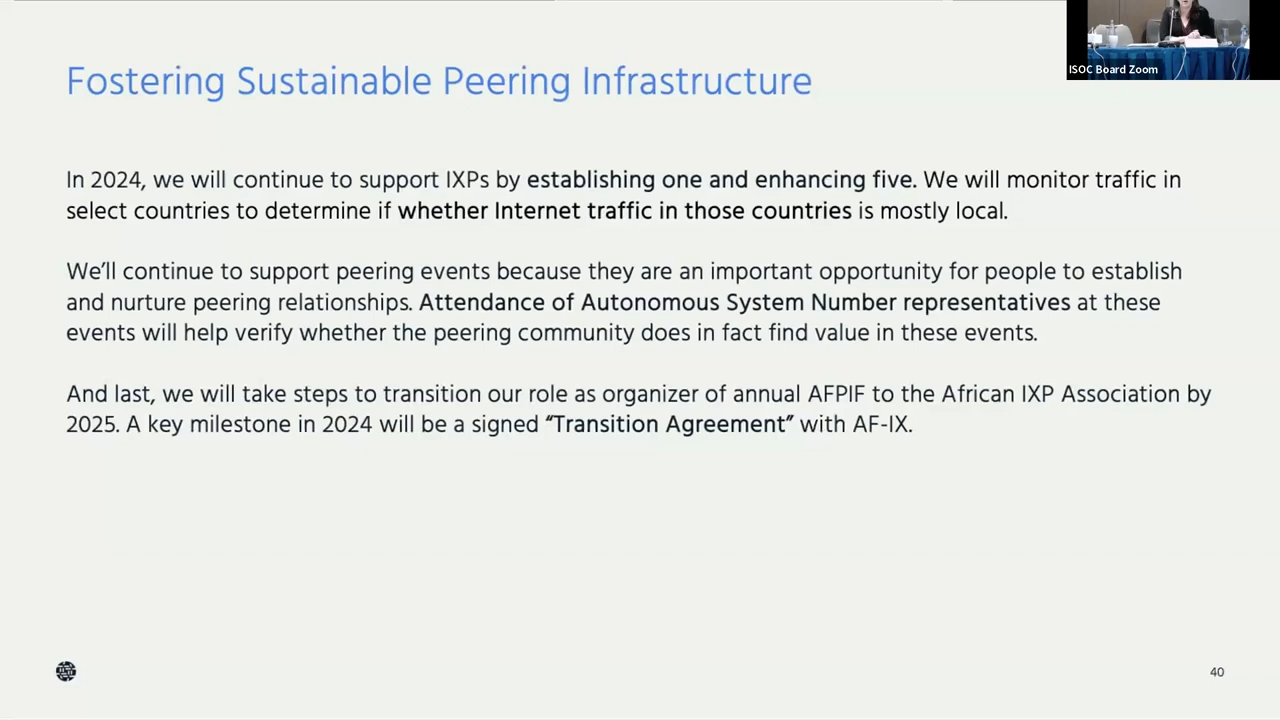 Fostering Sustainable Peering Infrastructure
ISOC Board Zoom
In 2024, we will continue to support IXPs by establishing one and enhancing five. We will monitor traffic in
select countries to determine if whether Internet traffic in those countries is mostly local.
We’ll continue to support peering events because they are an important opportunity for people to establish
and nurture peering relationships. Attendance of Autonomous System Number representatives at these
events will help verify whether the peering community does in fact find value in these events.
And last, we will take steps to transition our role as organizer of annual AFPIF to the African IXP Association by
2025. A key milestone in 2024 will be a signed “Transition Agreement” with AF-IX.
40